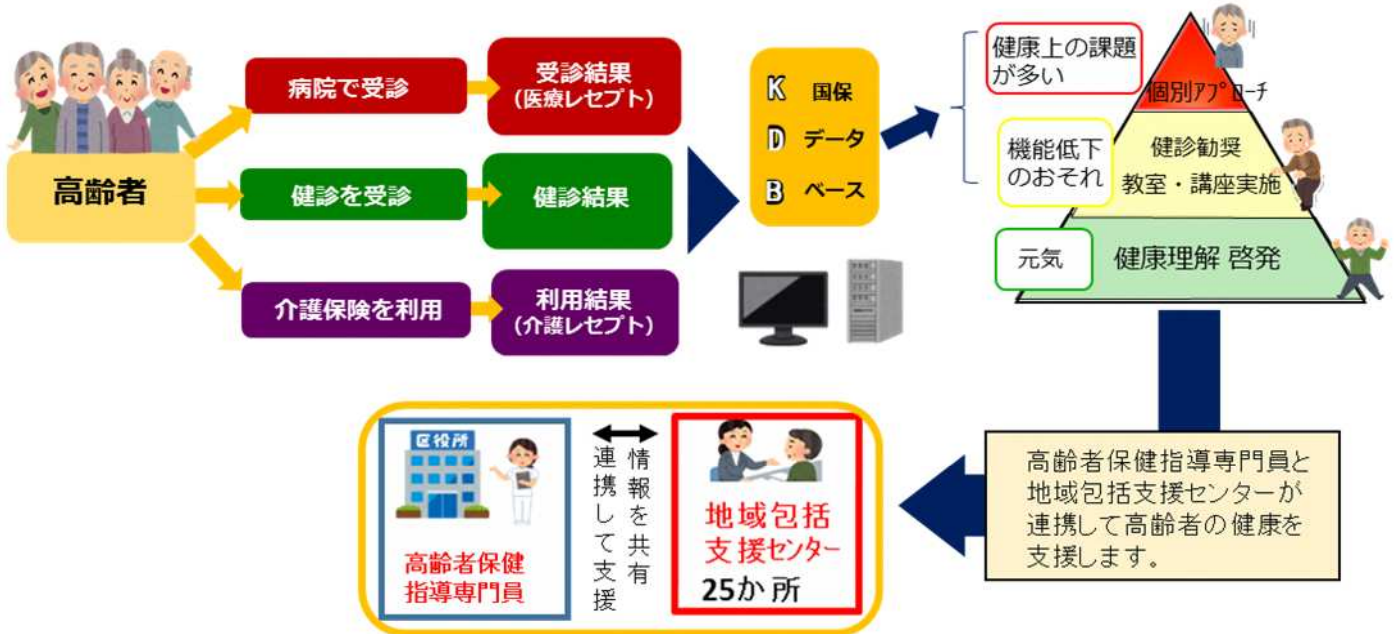 高齢者
病院で受診
受診結果
(医療レセプト)
健診を受診
健診結果
介護保険を利用
利用結果
(介護レセプト)
K 国保
D データ
B ベース
健康上の課題
が多い
個別アプローチ
機能低下
のおそれ
健診勧奨
教室・講座実施
元気
健康理解 啓発
高齢者保健指導専門員と
地域包括支援センターが
連携して高齢者の健康を
支援します。
区役所
高齢者保健
指導専門員
情報を共有
連携して支援
地域包括
支援センター
25か所